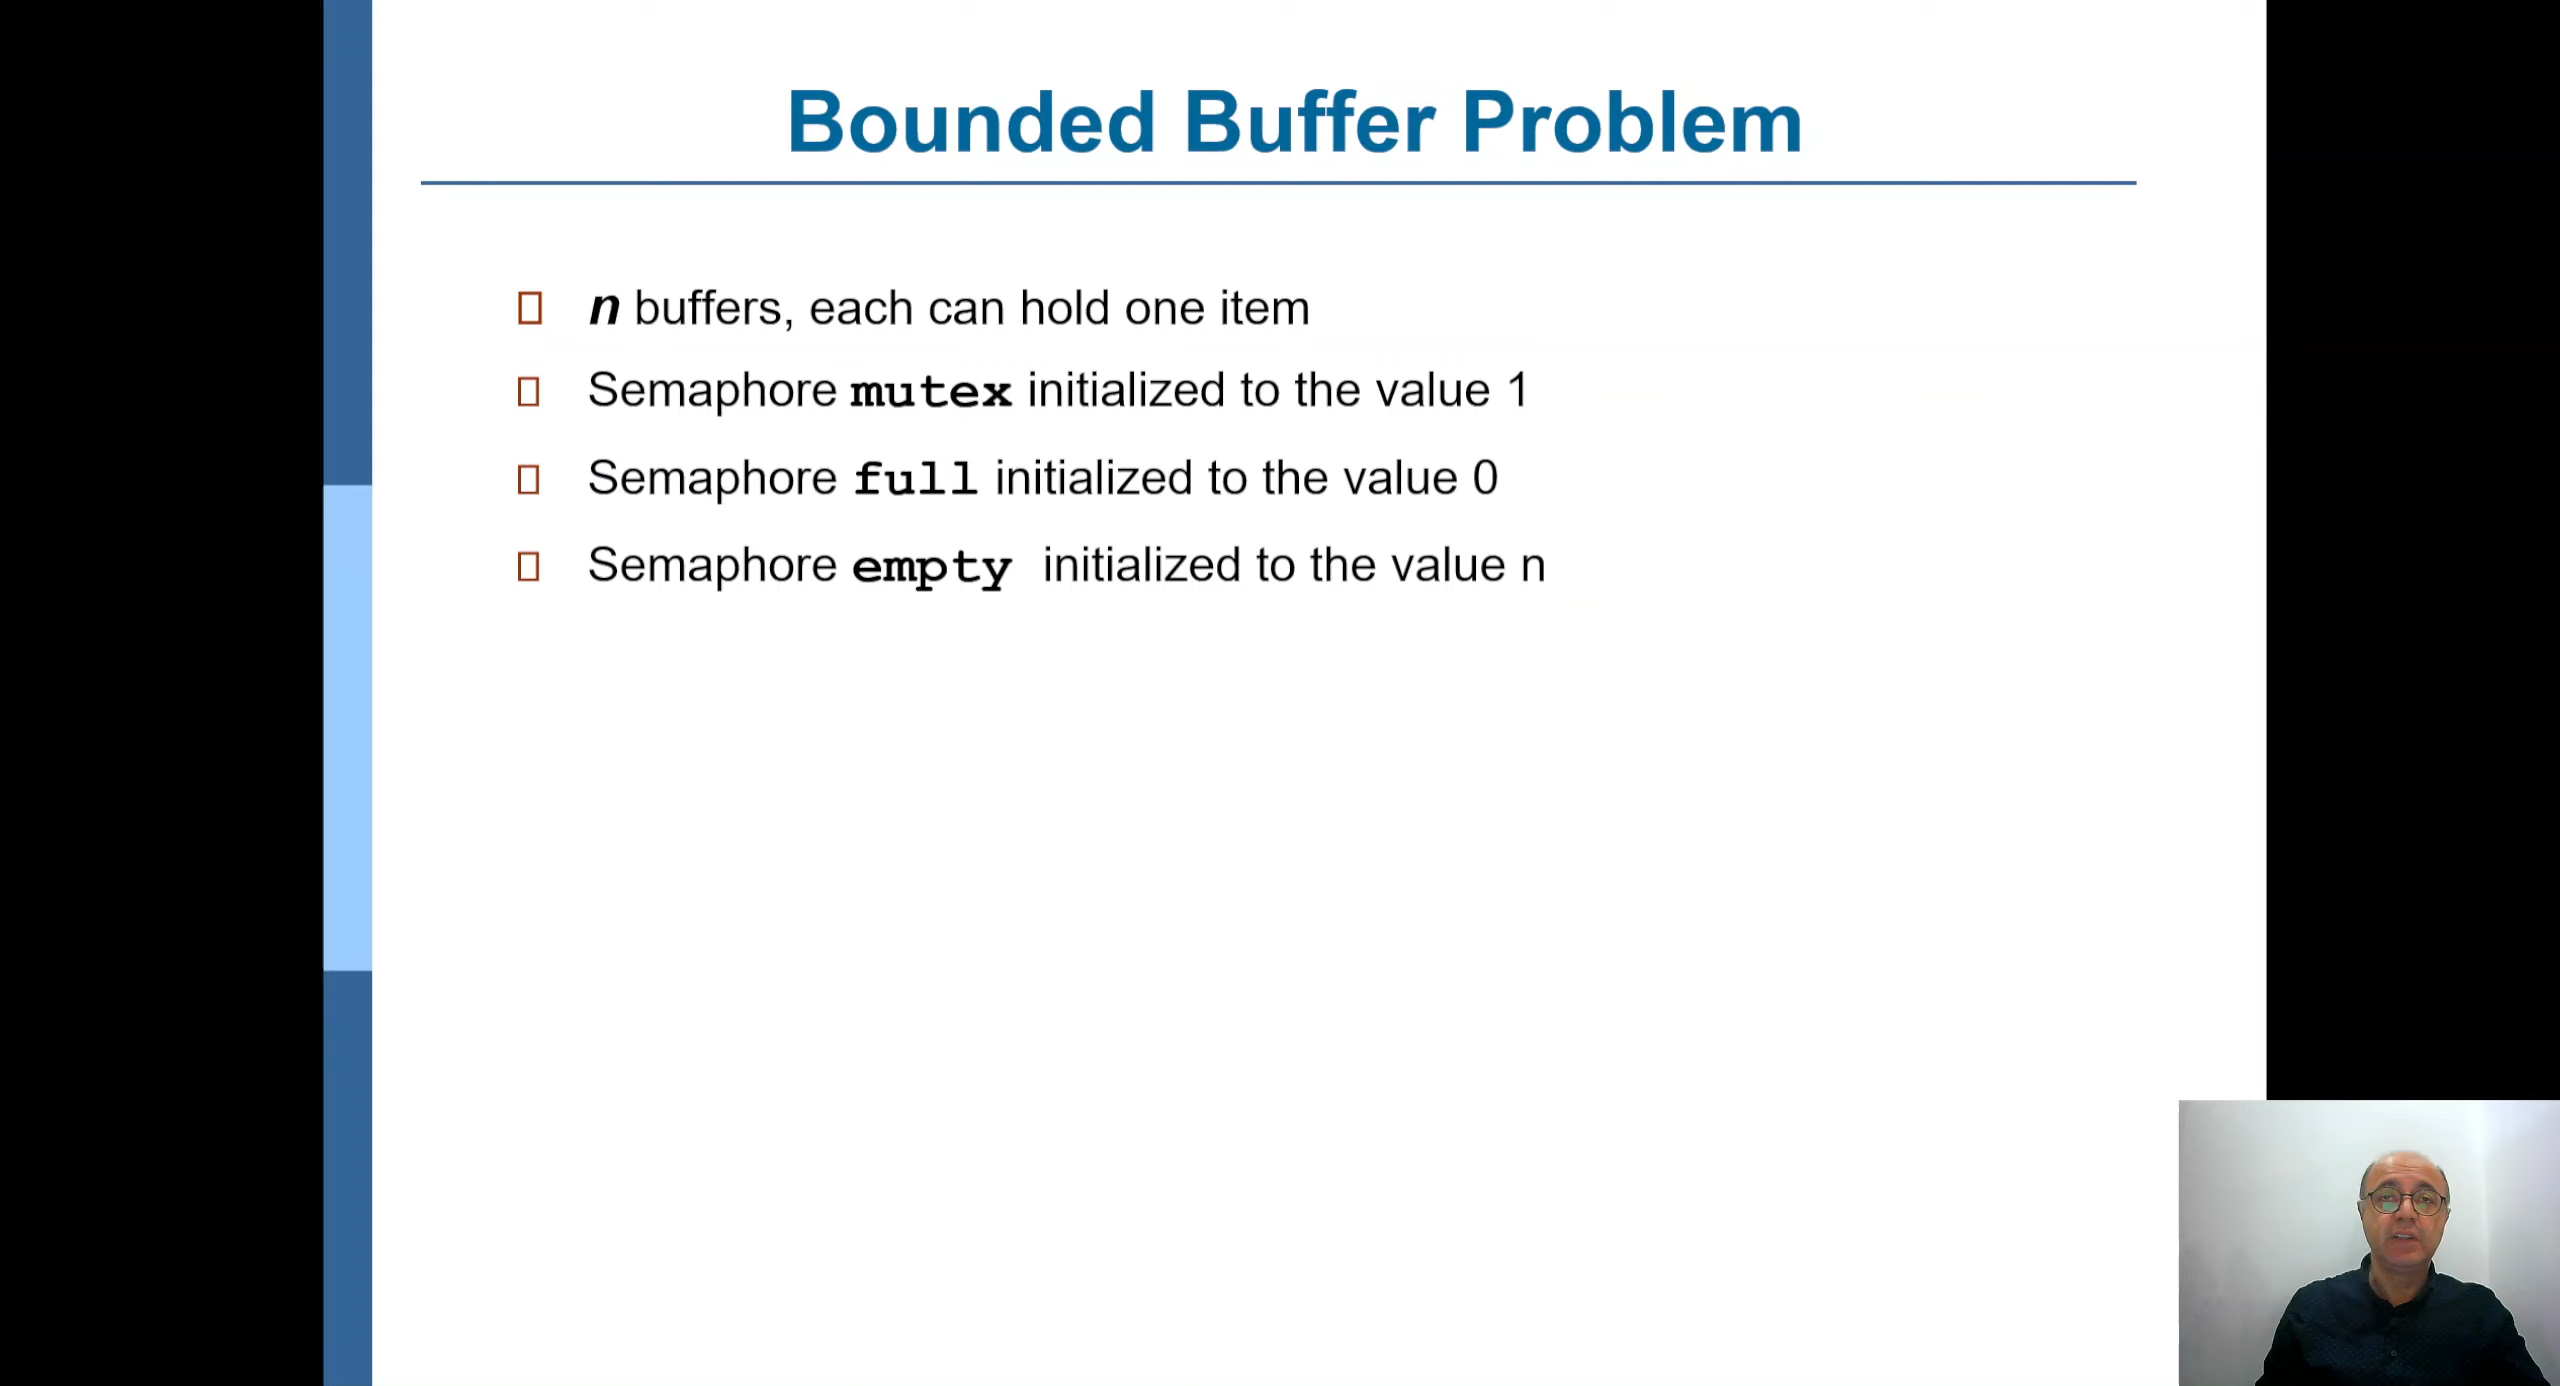 Bounded Buffer Problem
n buffers, each can hold one item
Semaphore mutex initialized to the value 1
Semaphore full initialized to the value 0
Semaphore empty initialized to the value n